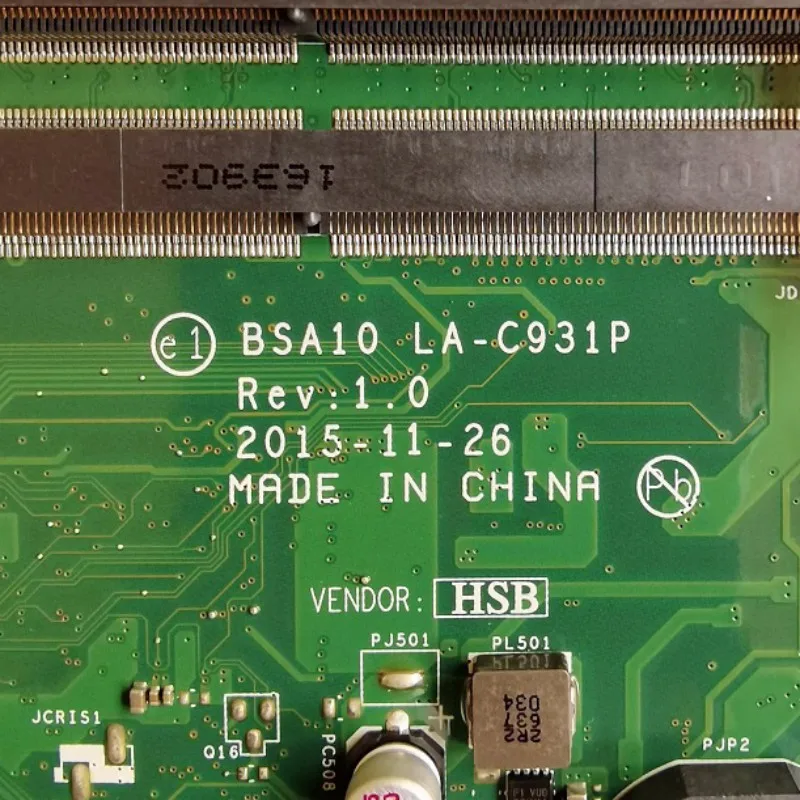 16390Z
JD
e1 BSA10 LA-C931P
Rev:1.0
2015-11-26
MADE IN CHINA Pb
VENDOR: HSB
PJ501
PL501
JCRIS1
Q16
PC508
PJP2